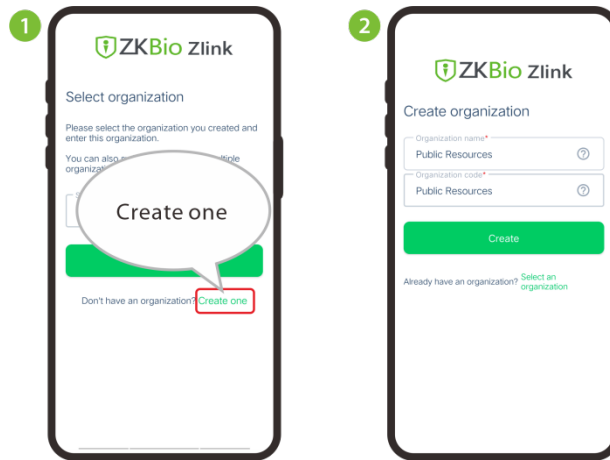 1
ZKBio Zlink
Select organization
Please select the organization you created and
enter this organization.
You can also
organizat
Create one
Don't have an organization? Create one
2
ZKBio Zlink
Create organization
Organization name*
Public Resources
Organization code*
Public Resources
Create
Already have an organization? Select an
organization